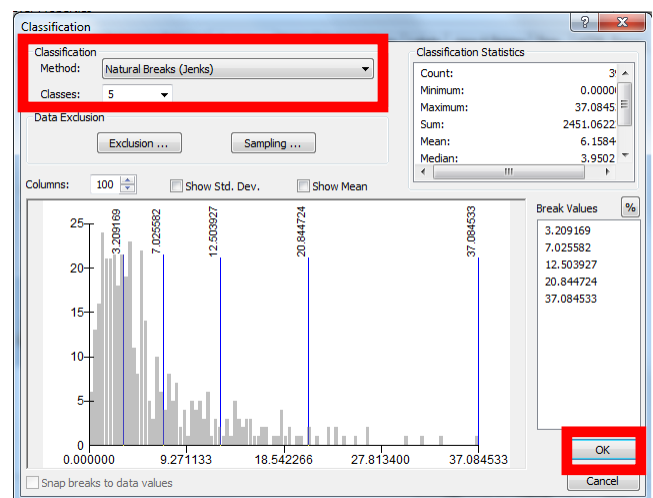 Classification
Classification
Method: Natural Breaks (Jenks)
Classes: 5
Data Exclusion
Exclusion ...
Sampling ...
Classification Statistics
Count: 3
Minimum: 0.0000
Maximum: 37.0845
Sum: 2451.0622
Mean: 6.1584
Median: 3.9502
Columns: 100
Show Std. Dev.
Show Mean
Break Values %
3.209169
7.025582
12.503927
20.844724
37.084533
25
20
15
10
5
0
3.209169
7.025582
12.503927
20.844724
37.084533
0.000000 9.271133 18.542266 27.813400 37.084533
Snap breaks to data values
OK
Cancel